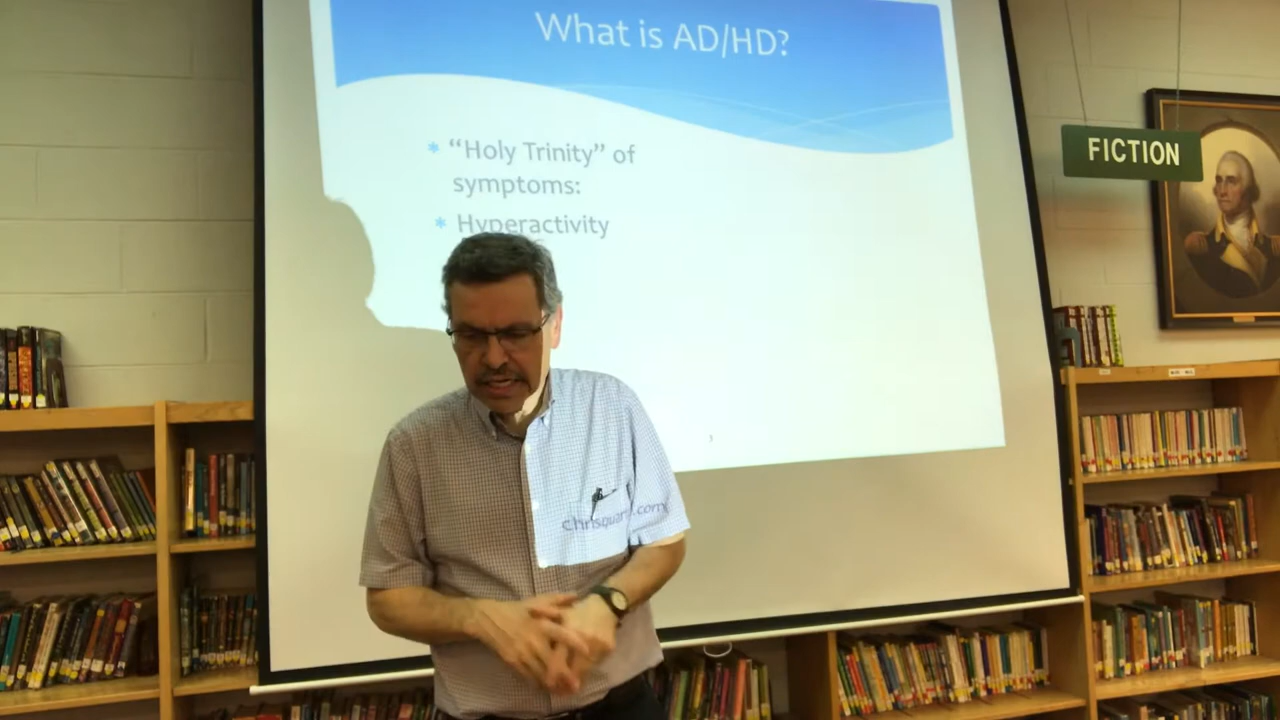 What is AD/HD?
* "Holy Trinity" of
symptoms:
* Hyperactivity
FICTION